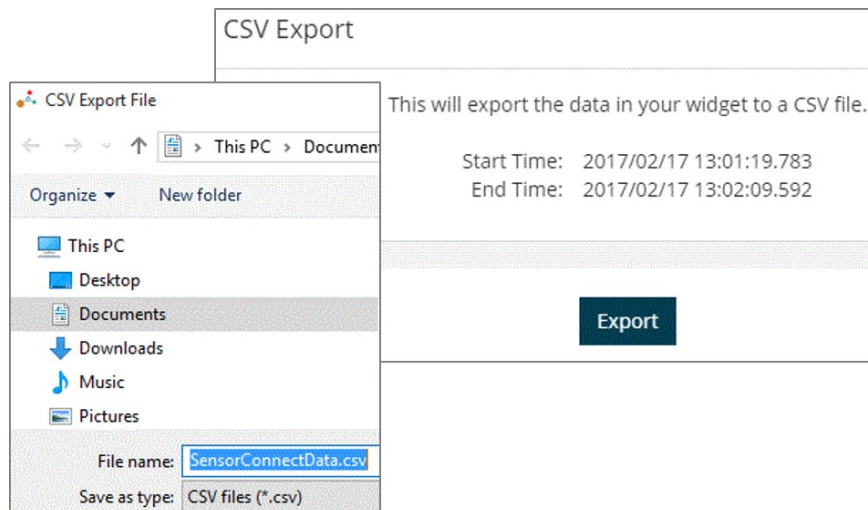 CSV Export
This will export the data in your widget to a CSV file.
Start Time: 2017/02/17 13:01:19.783
End Time: 2017/02/17 13:02:09.592
Export
CSV Export File
This PC > Documen
Organize New folder
This PC
Desktop
Documents
Downloads
Music
Pictures
File name: SensorConnectData.csv
Save as type: CSV files (*.csv)